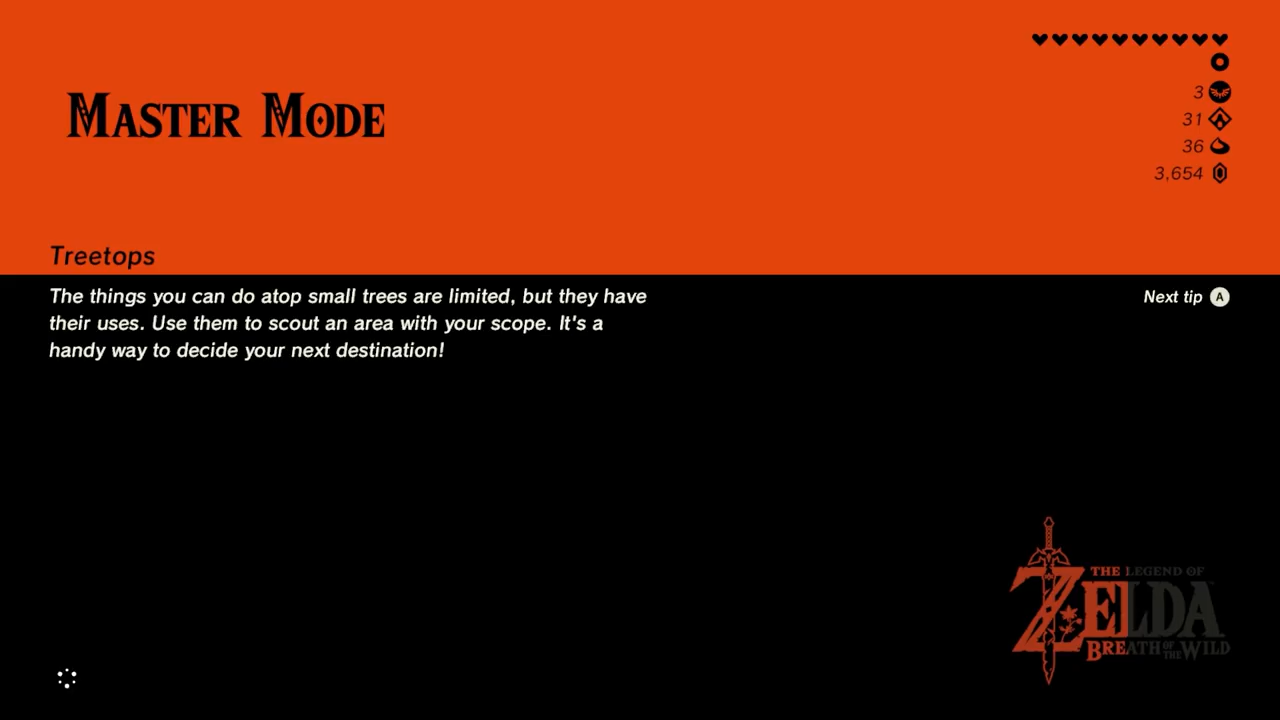 Master Mode
3
31
36
3,654
Treetops
The things you can do atop small trees are limited, but they have
their uses. Use them to scout an area with your scope. It's a
handy way to decide your next destination!
Next tip A
THE LEGEND OF
ZELDA
BREATH OF THE WILD